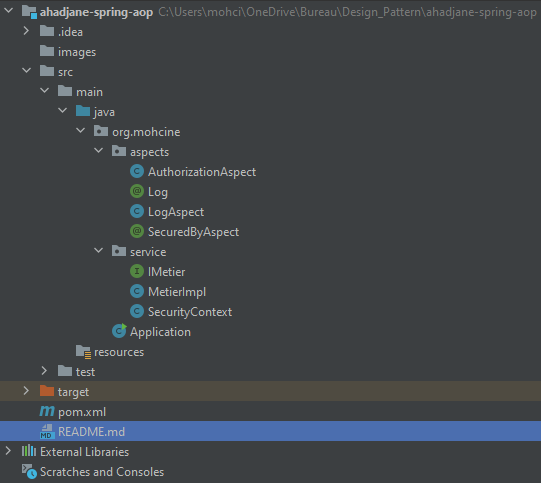 ahadjane-spring-aop C:\Users\mohci\OneDrive\Bureau\Design_Pattern\ahadjane-spring-aop
.idea
images
src
main
java
org.mohcine
aspects
AuthorizationAspect
Log
LogAspect
SecuredByAspect
service
IMetier
MetierImpl
SecurityContext
Application
resources
test
target
pom.xml
README.md
External Libraries
Scratches and Consoles